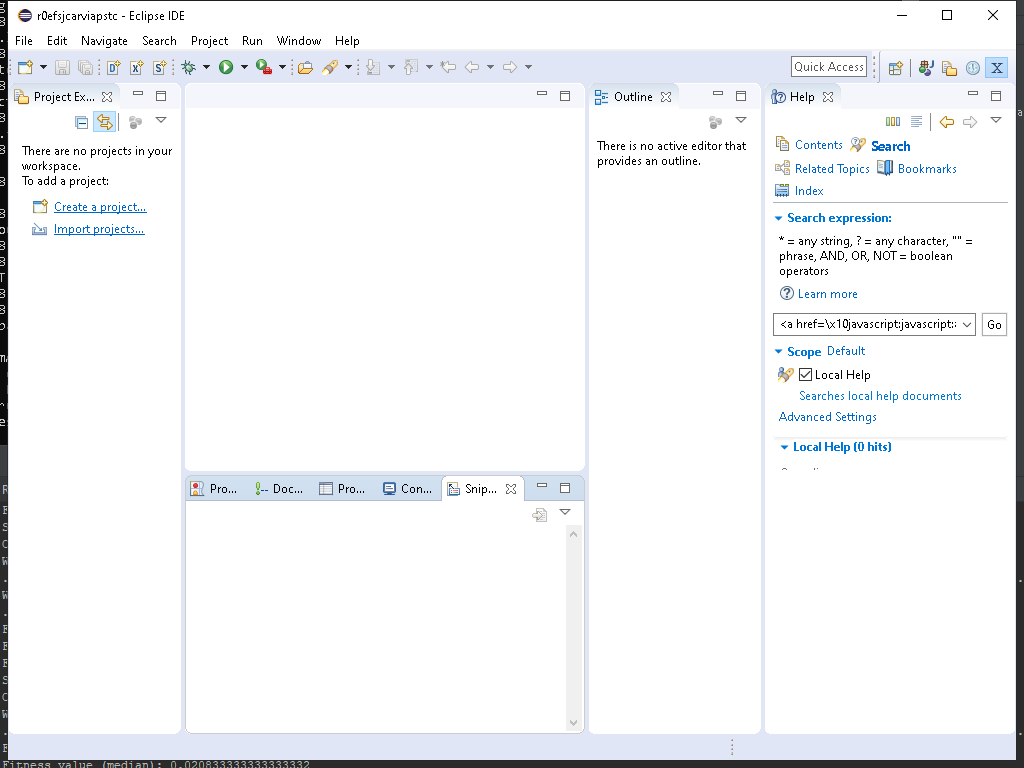 r0efsjcarviapstc - Eclipse IDE
File Edit Navigate Search Project Run Window Help
Quick Access
Project Ex...
Outline
Help
There are no projects in your
workspace.
To add a project:
Create a project...
Import projects...
There is no active editor that
provides an outline.
Contents
Search
Related Topics
Bookmarks
Index
Search expression:
* = any string, ? = any character, "" =
phrase, AND, OR, NOT = boolean
operators
Learn more
<a href=\x10javascript:javascript:
Go
Scope Default
Local Help
Searches local help documents
Advanced Settings
Local Help (0 hits)
Pro...
Doc...
Pro...
Con...
Snip...
Fitness value (median): 0.020833333333333332